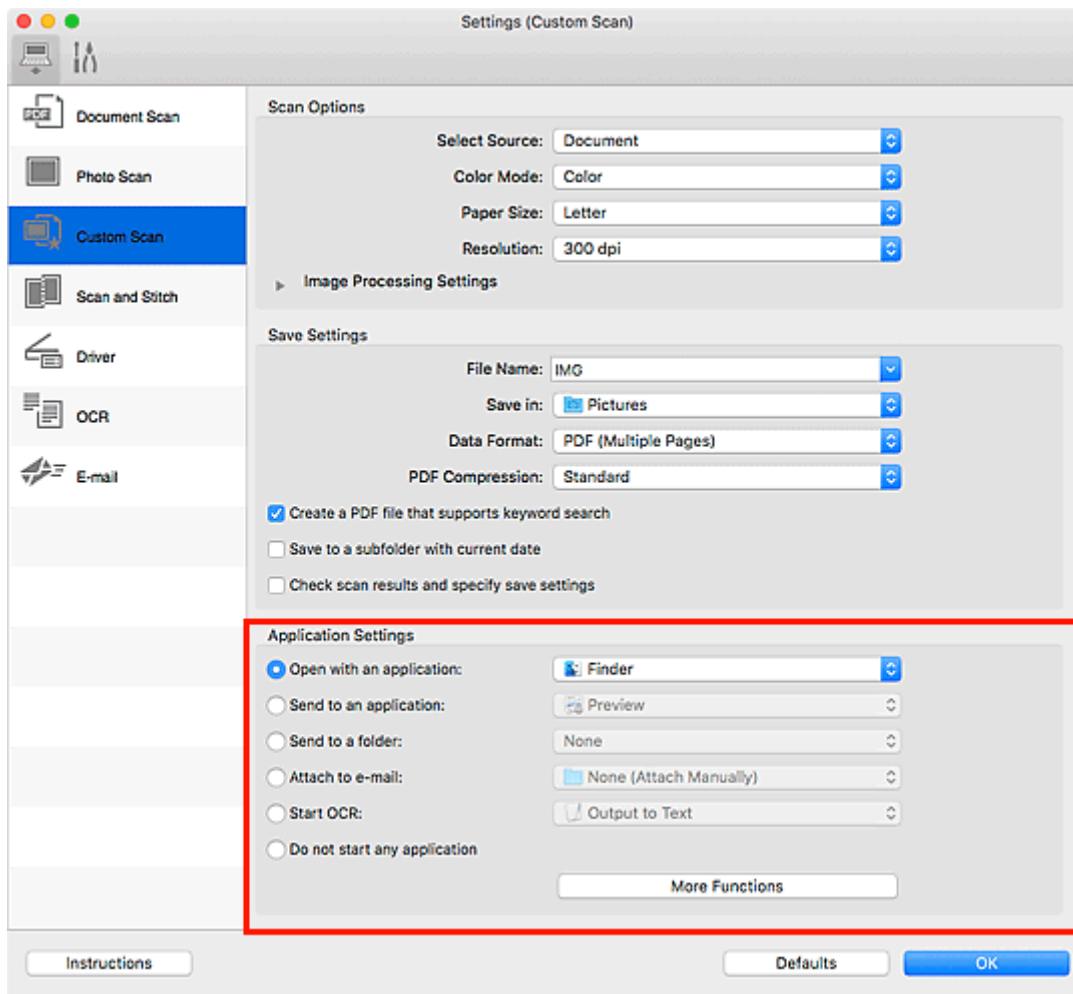 Settings (Custom Scan)
Document Scan
Photo Scan
Custom Scan
Scan and Stitch
Driver
OCR
E-mail
Scan Options
Select Source: Document
Color Mode: Color
Paper Size: Letter
Resolution: 300 dpi
Image Processing Settings
Save Settings
File Name: IMG
Save in: Pictures
Data Format: PDF (Multiple Pages)
PDF Compression: Standard
Create a PDF file that supports keyword search
Save to a subfolder with current date
Check scan results and specify save settings
Application Settings
Open with an application: Finder
Send to an application: Preview
Send to a folder: None
Attach to e-mail: None (Attach Manually)
Start OCR: Output to Text
Do not start any application
More Functions
Instructions Defaults OK